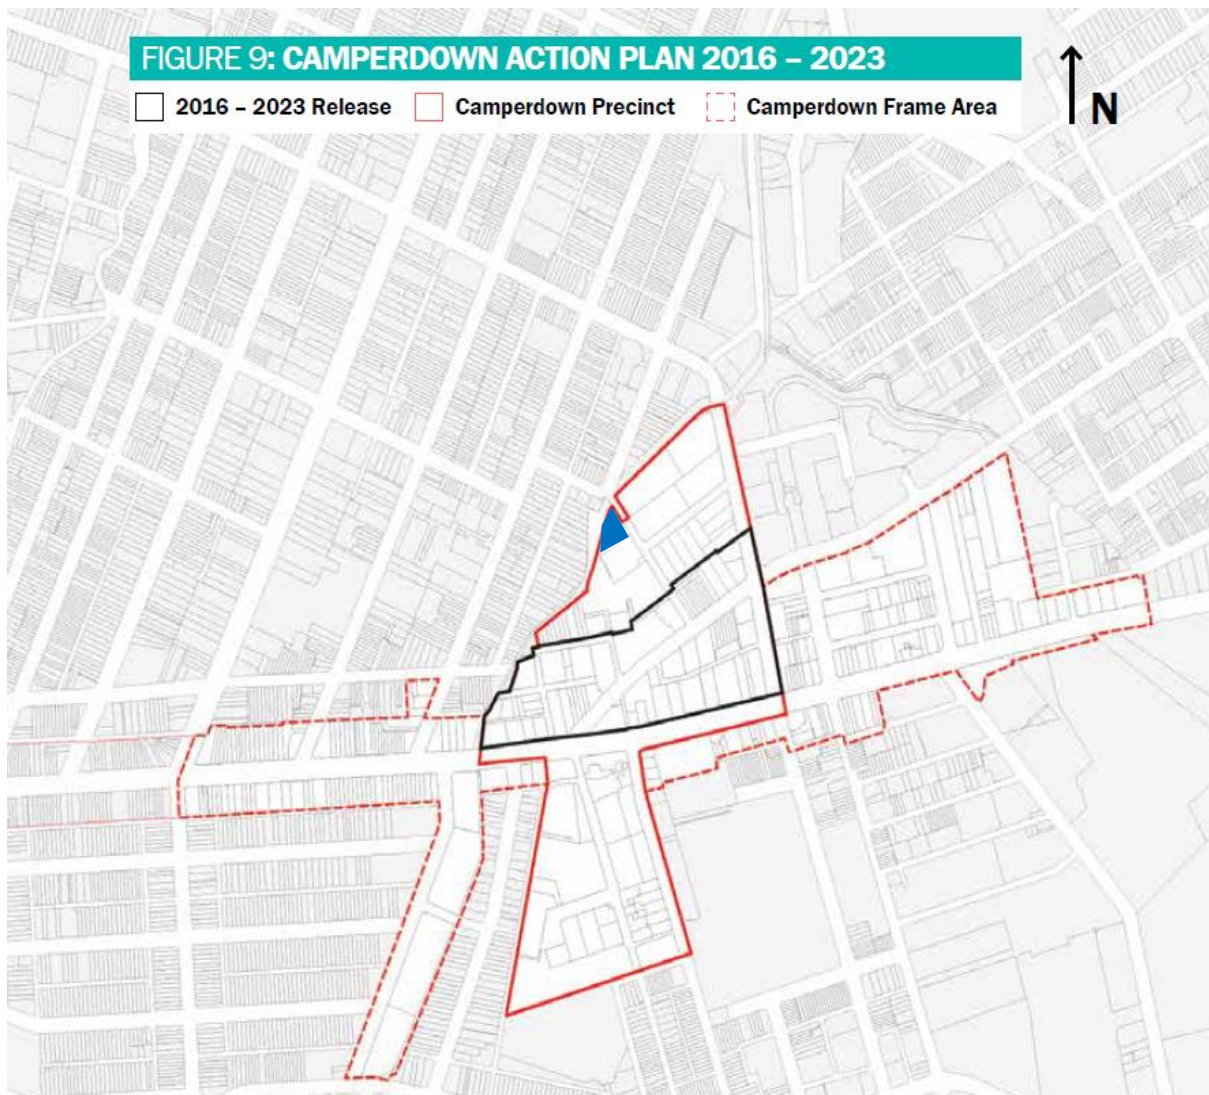 FIGURE 9: CAMPERDOWN ACTION PLAN 2016 – 2023
2016 – 2023 Release Camperdown Precinct Camperdown Frame Area
N